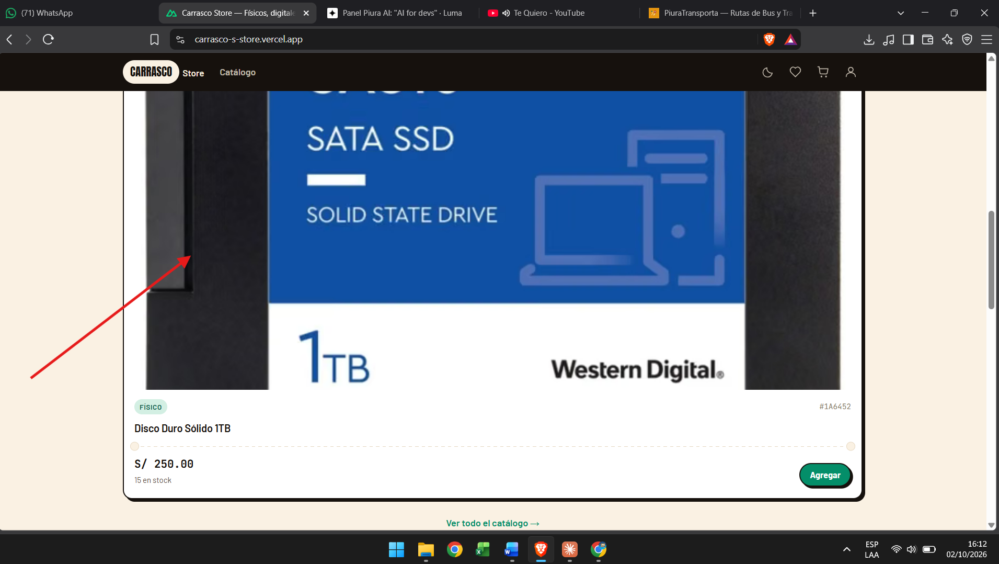 (71) WhatsApp
Carrasco Store — Físicos, digitale
Panel Piura AI: "AI for devs" · Luma
Te Quiero - YouTube
PiuraTransporta — Rutas de Bus y Tra
carrasco-s-store.vercel.app
CARRASCO Store
Catálogo
SATA SSD
SOLID STATE DRIVE
1TB
Western Digital®
FÍSICO
#1A6452
Disco Duro Sólido 1TB
S/ 250.00
15 en stock
Agregar
Ver todo el catálogo →
ESP
LAA
16:12
02/10/2026